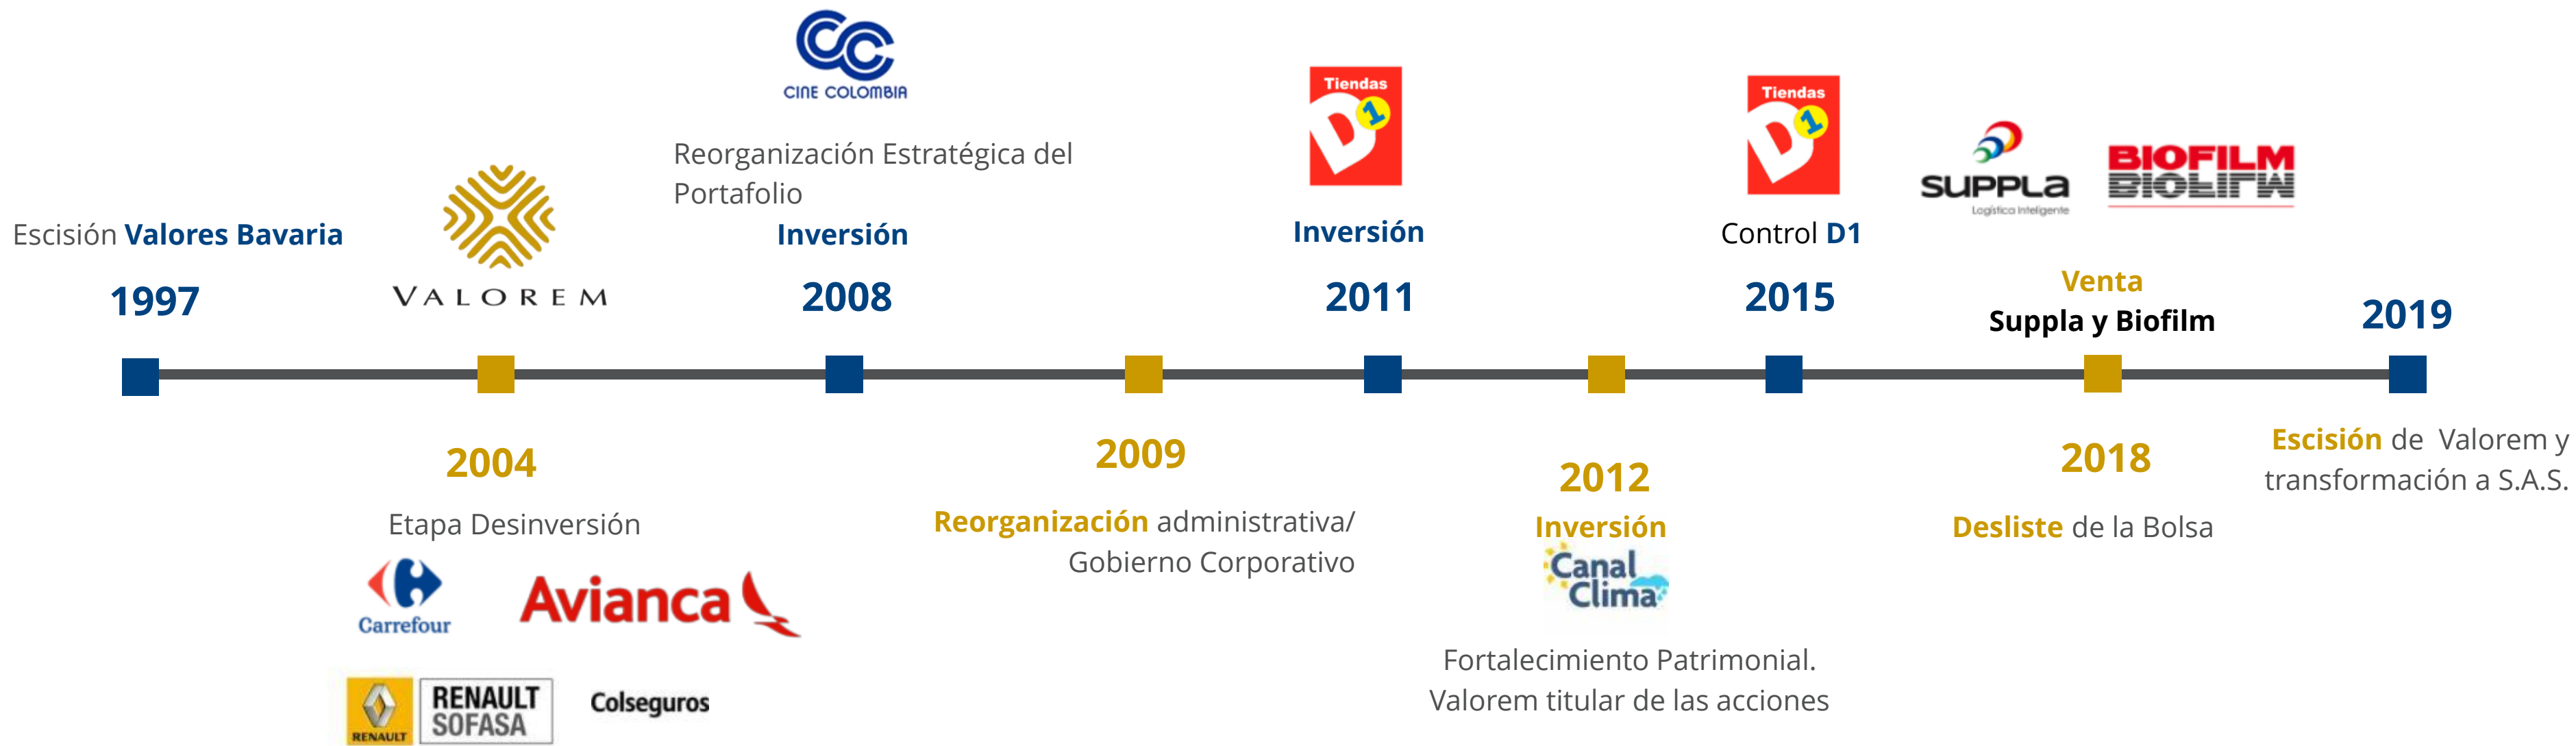 Escisión Valores Bavaria
1997
VALOREM
2004
Etapa Desinversión
Carrefour
Avianca
RENAULT
RENAULT
SOFASA
Colseguros
CINE COLOMBIA
Reorganización Estratégica del
Portafolio
Inversión
2008
2009
Reorganización administrativa/
Gobierno Corporativo
Tiendas
D1
Inversión
2011
2012
Inversión
Canal
Clima
Fortalecimiento Patrimonial.
Valorem titular de las acciones
Tiendas
D1
Control D1
2015
SUPPLA
Logística Inteligente
BIOFILM
Venta
Suppla y Biofilm
2018
Desliste de la Bolsa
2019
Escisión de Valorem y
transformación a S.A.S.